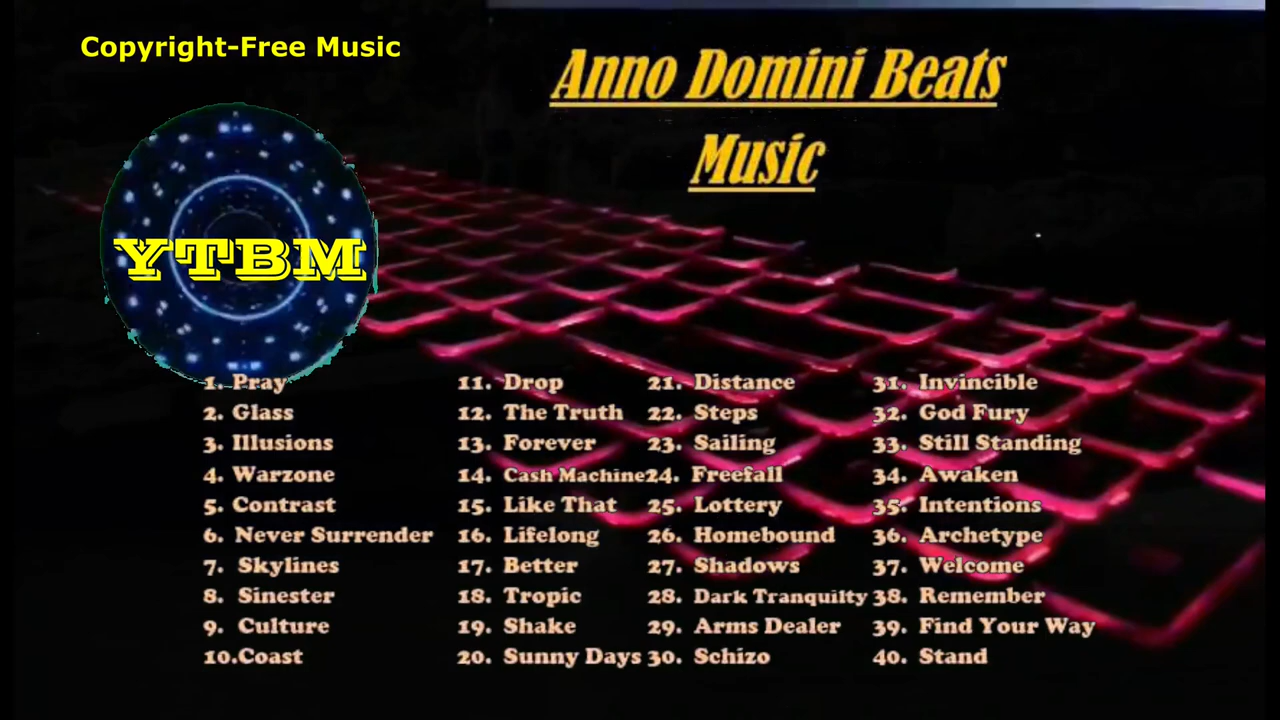 Copyright-Free Music
Anno Domini Beats
Music
YTBM
1. Pray
2. Glass
3. Illusions
4. Warzone
5. Contrast
6. Never Surrender
7. Skylines
8. Sinester
9. Culture
10.Coast
11. Drop
12. The Truth
13. Forever
14. Cash Machine
15. Like That
16. Lifelong
17. Better
18. Tropic
19. Shake
20. Sunny Days
21. Distance
22. Steps
23. Sailing
24. Freefall
25. Lottery
26. Homebound
27. Shadows
28. Dark Tranquilty
29. Arms Dealer
30. Schizo
31. Invincible
32. God Fury
33. Still Standing
34. Awaken
35. Intentions
36. Archetype
37. Welcome
38. Remember
39. Find Your Way
40. Stand